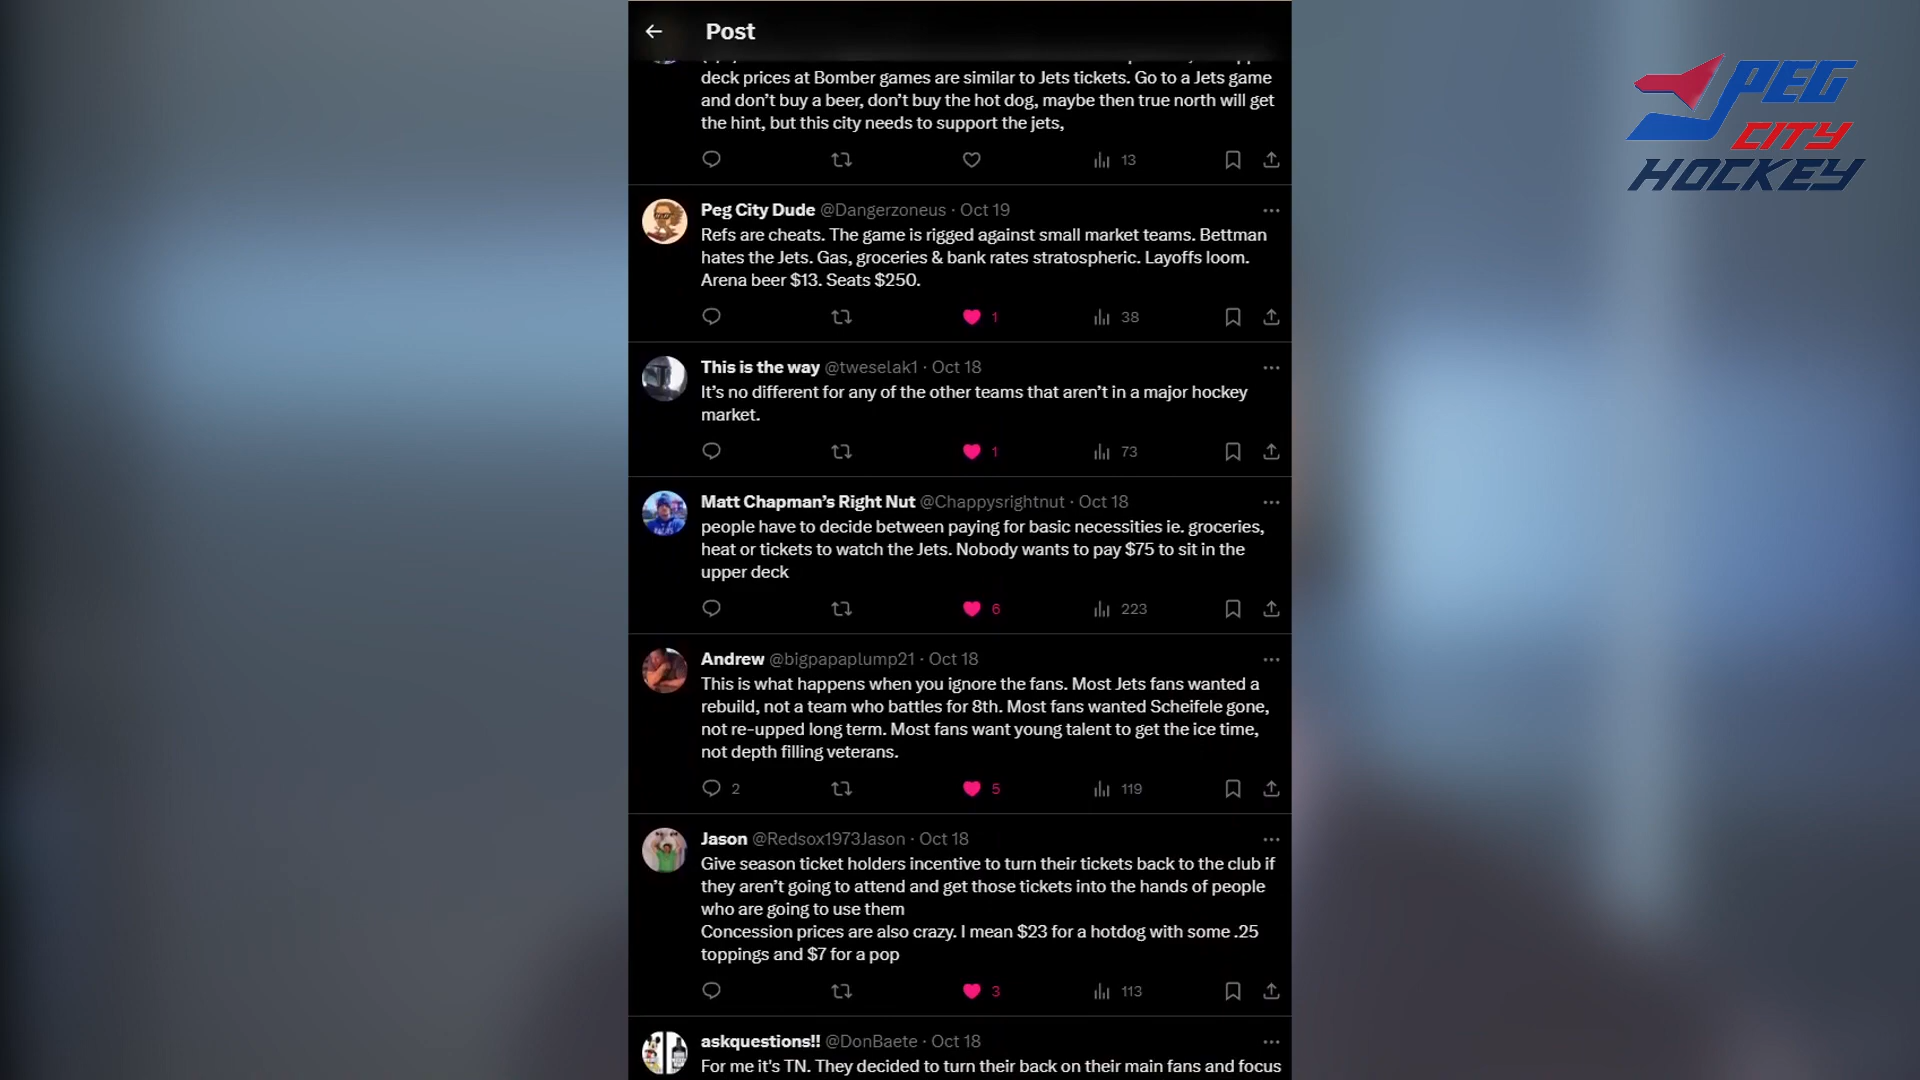 Post
deck prices at Bomber games are similar to Jets tickets. Go to a Jets game
and don’t buy a beer, don’t buy the hot dog, maybe then true north will get
the hint, but this city needs to support the jets,
13
Peg City Dude @Dangerzoneus · Oct 19
Refs are cheats. The game is rigged against small market teams. Bettman
hates the Jets. Gas, groceries & bank rates stratospheric. Layoffs loom.
Arena beer $13. Seats $250.
1 38
This is the way @tweselak1 · Oct 18
It’s no different for any of the other teams that aren’t in a major hockey
market.
1 73
Matt Chapman’s Right Nut @Chappysrightnut · Oct 18
people have to decide between paying for basic necessities ie. groceries,
heat or tickets to watch the Jets. Nobody wants to pay $75 to sit in the
upper deck
6 223
Andrew @bigpapaplump21 · Oct 18
This is what happens when you ignore the fans. Most Jets fans wanted a
rebuild, not a team who battles for 8th. Most fans wanted Scheifele gone,
not re-upped long term. Most fans want young talent to get the ice time,
not depth filling veterans.
2 5 119
Jason @Redsox1973Jason · Oct 18
Give season ticket holders incentive to turn their tickets back to the club if
they aren’t going to attend and get those tickets into the hands of people
who are going to use them
Concession prices are also crazy. I mean $23 for a hotdog with some .25
toppings and $7 for a pop
3 113
askquestions!! @DonBaete · Oct 18
For me it's TN. They decided to turn their back on their main fans and focus
PEG
CITY
HOCKEY